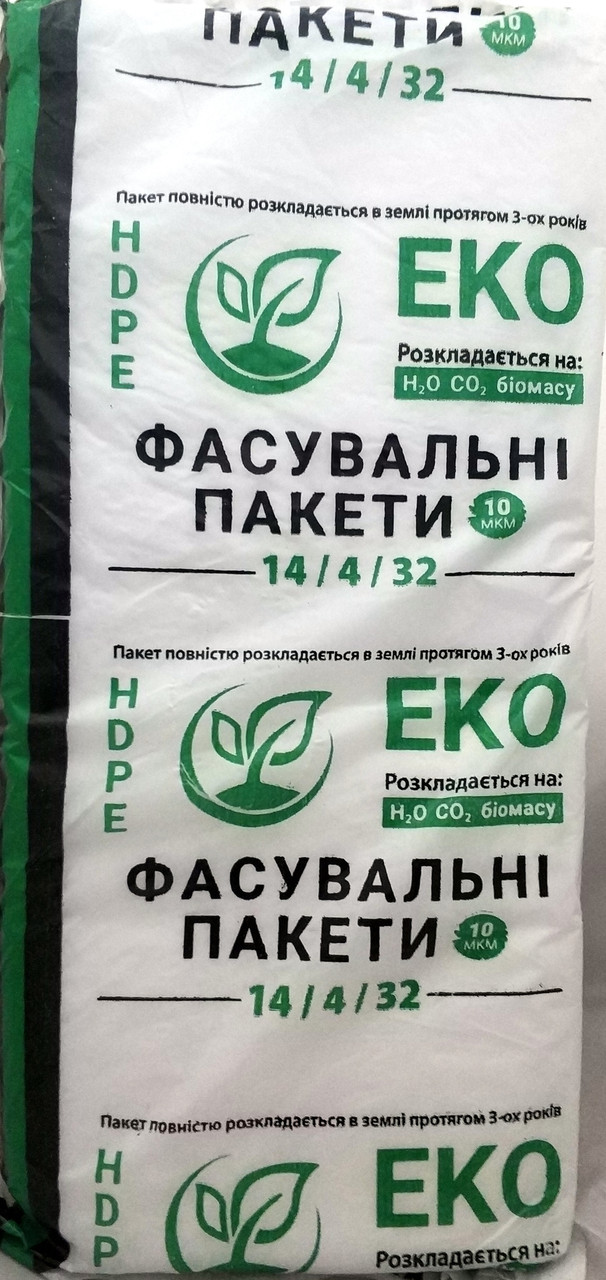 ПАКЕТИ 10 МКМ
14/4/32
Пакет повністю розкладається в землі протягом 3-ох років
HDPE
ЕКО
Розкладається на:
H₂O CO₂ біомасу
ФАСУВАЛЬНІ
ПАКЕТИ 10 МКМ
14/4/32
Пакет повністю розкладається в землі протягом 3-ох років
HDPE
ЕКО
Розкладається на:
H₂O CO₂ біомасу
ФАСУВАЛЬНІ
ПАКЕТИ 10 МКМ
14/4/32
Пакет повністю розкладається в землі протягом 3-ох років
HDP
ЕКО
Розкладається на: